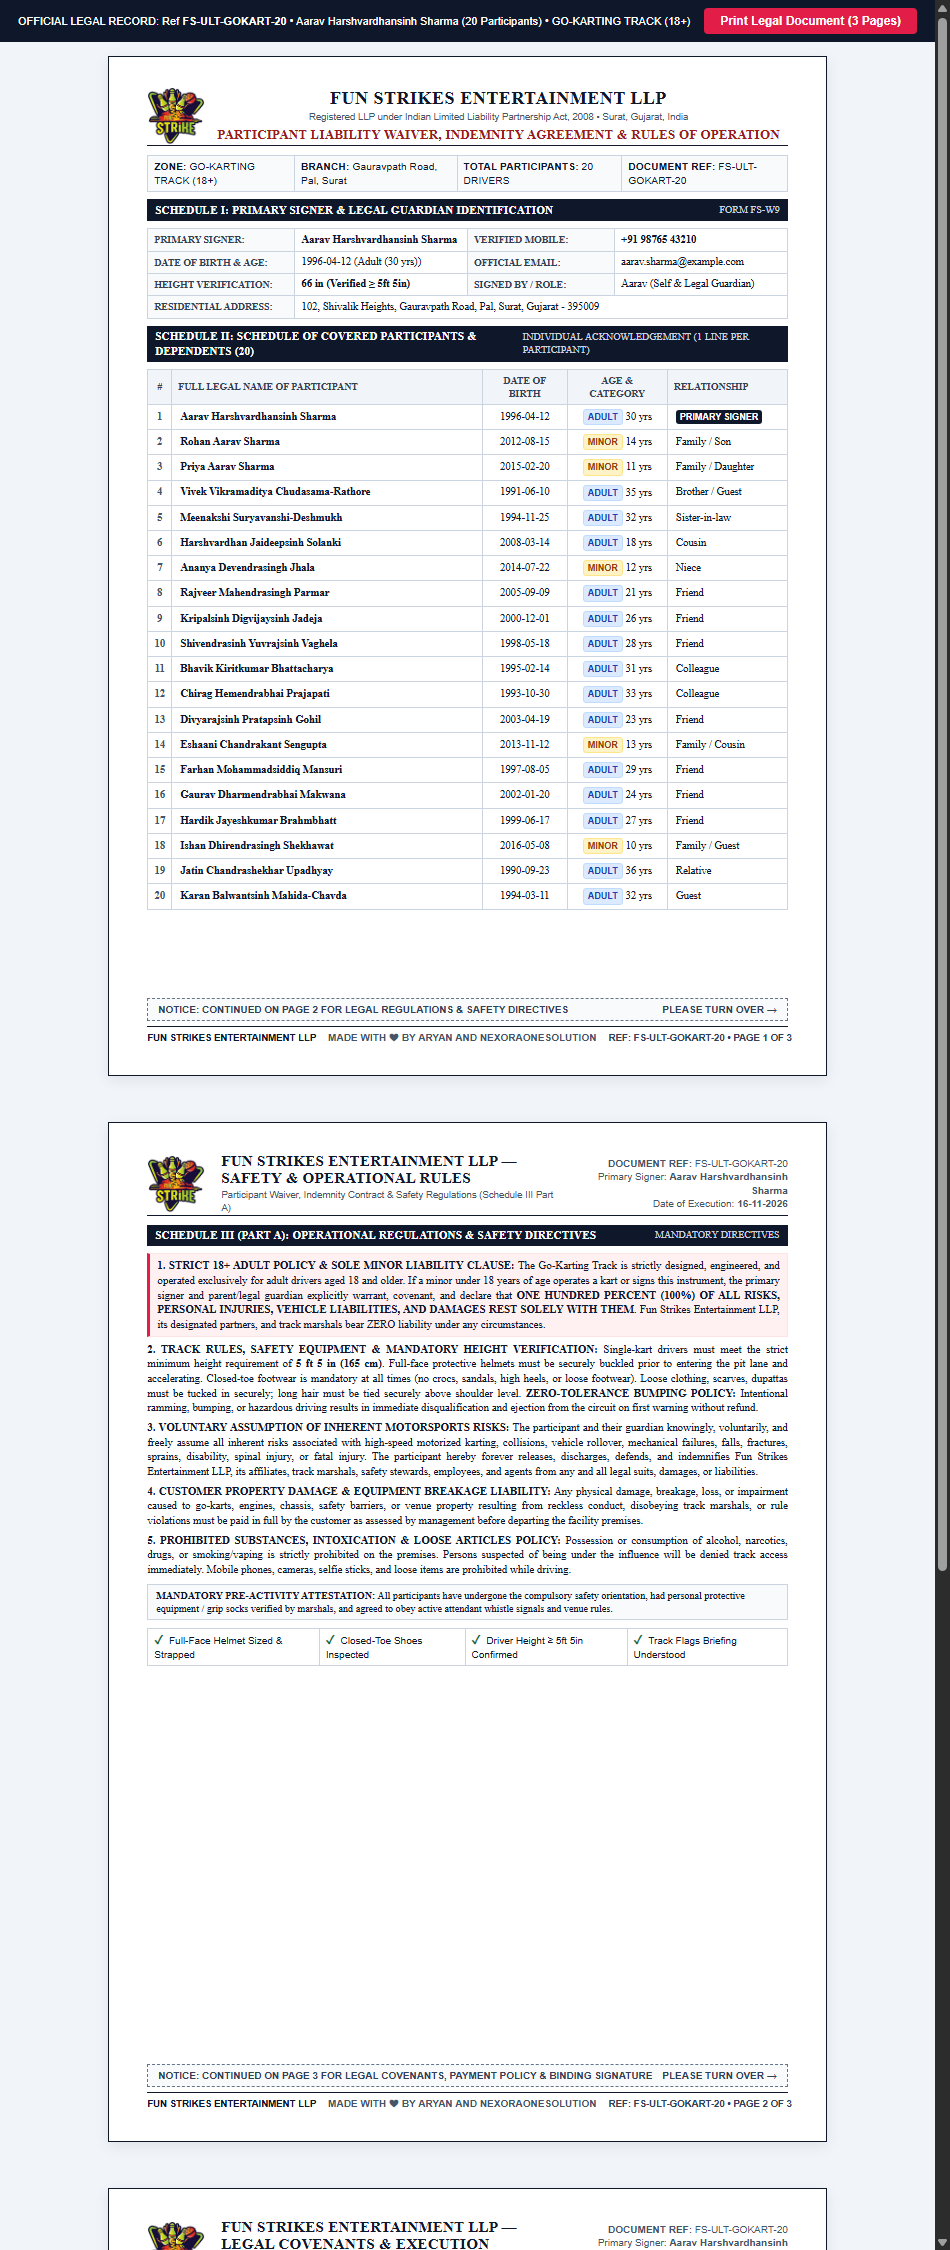 OFFICIAL LEGAL RECORD: Ref FS-ULT-GOKART-20 • Aarav Harshvardhansinh Sharma (20 Participants) • GO-KARTING TRACK (18+)
Print Legal Document (3 Pages)
STRIKE
FUN STRIKES ENTERTAINMENT LLP
Registered LLP under Indian Limited Liability Partnership Act, 2008 • Surat, Gujarat, India
PARTICIPANT LIABILITY WAIVER, INDEMNITY AGREEMENT & RULES OF OPERATION
ZONE: GO-KARTING TRACK (18+)
BRANCH: Gauravpath Road, Pal, Surat
TOTAL PARTICIPANTS: 20 DRIVERS
DOCUMENT REF: FS-ULT-GOKART-20
SCHEDULE I: PRIMARY SIGNER & LEGAL GUARDIAN IDENTIFICATION FORM FS-W9
PRIMARY SIGNER: Aarav Harshvardhansinh Sharma VERIFIED MOBILE: +91 98765 43210
DATE OF BIRTH & AGE: 1996-04-12 (Adult (30 yrs)) OFFICIAL EMAIL: aarav.sharma@example.com
HEIGHT VERIFICATION: 66 in (Verified ≥ 5ft 5in) SIGNED BY / ROLE: Aarav (Self & Legal Guardian)
RESIDENTIAL ADDRESS: 102, Shivalik Heights, Gauravpath Road, Pal, Surat, Gujarat - 395009
SCHEDULE II: SCHEDULE OF COVERED PARTICIPANTS &
DEPENDENTS (20)
INDIVIDUAL ACKNOWLEDGEMENT (1 LINE PER
PARTICIPANT)
# FULL LEGAL NAME OF PARTICIPANT DATE OF BIRTH AGE & CATEGORY RELATIONSHIP
1 Aarav Harshvardhansinh Sharma 1996-04-12 ADULT 30 yrs PRIMARY SIGNER
2 Rohan Aarav Sharma 2012-08-15 MINOR 14 yrs Family / Son
3 Priya Aarav Sharma 2015-02-20 MINOR 11 yrs Family / Daughter
4 Vivek Vikramaditya Chudasama-Rathore 1991-06-10 ADULT 35 yrs Brother / Guest
5 Meenakshi Suryavanshi-Deshmukh 1994-11-25 ADULT 32 yrs Sister-in-law
6 Harshvardhan Jaideepsinh Solanki 2008-03-14 ADULT 18 yrs Cousin
7 Ananya Devendrasingh Jhala 2014-07-22 MINOR 12 yrs Niece
8 Rajveer Mahendrasingh Parmar 2005-09-09 ADULT 21 yrs Friend
9 Kripalsinh Digvijaysinh Jadeja 2000-12-01 ADULT 26 yrs Friend
10 Shivendrasinh Yuvrajsinh Vaghela 1998-05-18 ADULT 28 yrs Friend
11 Bhavik Kiritkumar Bhattacharya 1995-02-14 ADULT 31 yrs Colleague
12 Chirag Hemendrabhai Prajapati 1993-10-30 ADULT 33 yrs Colleague
13 Divyarajsinh Pratapsinh Gohil 2003-04-19 ADULT 23 yrs Friend
14 Eshaani Chandrakant Sengupta 2013-11-12 MINOR 13 yrs Family / Cousin
15 Farhan Mohammadsiddiq Mansuri 1997-08-05 ADULT 29 yrs Friend
16 Gaurav Dharmendrabhai Makwana 2002-01-20 ADULT 24 yrs Friend
17 Hardik Jayeshkumar Brahmbhatt 1999-06-17 ADULT 27 yrs Friend
18 Ishan Dhirendrasingh Shekhawat 2016-05-08 MINOR 10 yrs Family / Guest
19 Jatin Chandrashekhar Upadhyay 1990-09-23 ADULT 36 yrs Relative
20 Karan Balwantsinh Mahida-Chavda 1994-03-11 ADULT 32 yrs Guest
NOTICE: CONTINUED ON PAGE 2 FOR LEGAL REGULATIONS & SAFETY DIRECTIVES PLEASE TURN OVER →
FUN STRIKES ENTERTAINMENT LLP MADE WITH ♥ BY ARYAN AND NEXORAONESOLUTION REF: FS-ULT-GOKART-20 • PAGE 1 OF 3
STRIKE
FUN STRIKES ENTERTAINMENT LLP —
SAFETY & OPERATIONAL RULES
Participant Waiver, Indemnity Contract & Safety Regulations (Schedule III Part
A)
DOCUMENT REF: FS-ULT-GOKART-20
Primary Signer: Aarav Harshvardhansinh
Sharma
Date of Execution: 16-11-2026
SCHEDULE III (PART A): OPERATIONAL REGULATIONS & SAFETY DIRECTIVES MANDATORY DIRECTIVES
1. STRICT 18+ ADULT POLICY & SOLE MINOR LIABILITY CLAUSE: The Go-Karting Track is strictly designed, engineered, and
operated exclusively for adult drivers aged 18 and older. If a minor under 18 years of age operates a kart or signs this instrument, the primary
signer and parent/legal guardian explicitly warrant, covenant, and declare that ONE HUNDRED PERCENT (100%) OF ALL RISKS,
PERSONAL INJURIES, VEHICLE LIABILITIES, AND DAMAGES REST SOLELY WITH THEM. Fun Strikes Entertainment LLP,
its designated partners, and track marshals bear ZERO liability under any circumstances.
2. TRACK RULES, SAFETY EQUIPMENT & MANDATORY HEIGHT VERIFICATION: Single-kart drivers must meet the strict
minimum height requirement of 5 ft 5 in (165 cm). Full-face protective helmets must be securely buckled prior to entering the pit lane and
accelerating. Closed-toe footwear is mandatory at all times (no crocs, sandals, high heels, or loose footwear). Loose clothing, scarves, dupattas
must be tucked in securely; long hair must be tied securely above shoulder level. ZERO-TOLERANCE BUMPING POLICY: Intentional
ramming, bumping, or hazardous driving results in immediate disqualification and ejection from the circuit on first warning without refund.
3. VOLUNTARY ASSUMPTION OF INHERENT MOTORSPORTS RISKS: The participant and their guardian knowingly, voluntarily, and
freely assume all inherent risks associated with high-speed motorized karting, collisions, vehicle rollover, mechanical failures, falls, fractures,
sprains, disability, spinal injury, or fatal injury. The participant hereby forever releases, discharges, defends, and indemnifies Fun Strikes
Entertainment LLP, its affiliates, track marshals, safety stewards, employees, and agents from any and all legal suits, damages, or liabilities.
4. CUSTOMER PROPERTY DAMAGE & EQUIPMENT BREAKAGE LIABILITY: Any physical damage, breakage, loss, or impairment
caused to go-karts, engines, chassis, safety barriers, or venue property resulting from reckless conduct, disobeying track marshals, or rule
violations must be paid in full by the customer as assessed by management before departing the facility premises.
5. PROHIBITED SUBSTANCES, INTOXICATION & LOOSE ARTICLES POLICY: Possession or consumption of alcohol, narcotics,
drugs, or smoking/vaping is strictly prohibited on the premises. Persons suspected of being under the influence will be denied track access
immediately. Mobile phones, cameras, selfie sticks, and loose items are prohibited while driving.
MANDATORY PRE-ACTIVITY ATTESTATION: All participants have undergone the compulsory safety orientation, had personal protective
equipment / grip socks verified by marshals, and agreed to obey active attendant whistle signals and venue rules.
✓ Full-Face Helmet Sized & Strapped
✓ Closed-Toe Shoes Inspected
✓ Driver Height ≥ 5ft 5in Confirmed
✓ Track Flags Briefing Understood
NOTICE: CONTINUED ON PAGE 3 FOR LEGAL COVENANTS, PAYMENT POLICY & BINDING SIGNATURE PLEASE TURN OVER →
FUN STRIKES ENTERTAINMENT LLP MADE WITH ♥ BY ARYAN AND NEXORAONESOLUTION REF: FS-ULT-GOKART-20 • PAGE 2 OF 3
FUN STRIKES ENTERTAINMENT LLP —
LEGAL COVENANTS & EXECUTION
DOCUMENT REF: FS-ULT-GOKART-20
Primary Signer: Aarav Harshvardhansinh